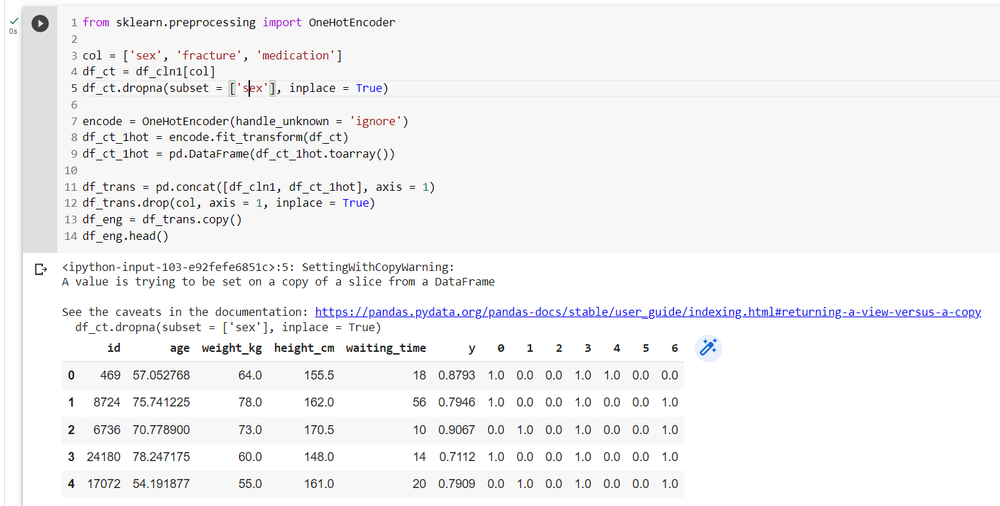 0s
1 from sklearn.preprocessing import OneHotEncoder
2
3 col = ['sex', 'fracture', 'medication']
4 df_ct = df_cln1[col]
5 df_ct.dropna(subset = ['sex'], inplace = True)
6
7 encode = OneHotEncoder(handle_unknown = 'ignore')
8 df_ct_1hot = encode.fit_transform(df_ct)
9 df_ct_1hot = pd.DataFrame(df_ct_1hot.toarray())
10
11 df_trans = pd.concat([df_cln1, df_ct_1hot], axis = 1)
12 df_trans.drop(col, axis = 1, inplace = True)
13 df_eng = df_trans.copy()
14 df_eng.head()
<ipython-input-103-e92fefe6851c>:5: SettingWithCopyWarning:
A value is trying to be set on a copy of a slice from a DataFrame
See the caveats in the documentation: https://pandas.pydata.org/pandas-docs/stable/user_guide/indexing.html#returning-a-view-versus-a-copy
df_ct.dropna(subset = ['sex'], inplace = True)
id age weight_kg height_cm waiting_time y 0 1 2 3 4 5 6
0 469 57.052768 64.0 155.5 18 0.8793 1.0 0.0 0.0 1.0 1.0 0.0 0.0
1 8724 75.741225 78.0 162.0 56 0.7946 1.0 0.0 0.0 1.0 0.0 0.0 1.0
2 6736 70.778900 73.0 170.5 10 0.9067 0.0 1.0 0.0 1.0 0.0 0.0 1.0
3 24180 78.247175 60.0 148.0 14 0.7112 1.0 0.0 0.0 1.0 0.0 0.0 1.0
4 17072 54.191877 55.0 161.0 20 0.7909 0.0 1.0 0.0 1.0 0.0 0.0 1.0